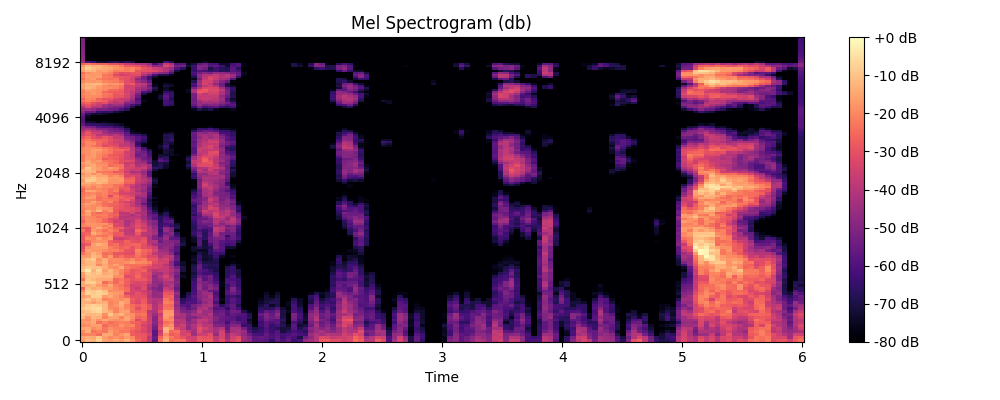 Mel Spectrogram (db)
Hz
8192
4096
2048
1024
512
0
0 1 2 3 4 5 6
Time
+0 dB
-10 dB
-20 dB
-30 dB
-40 dB
-50 dB
-60 dB
-70 dB
-80 dB